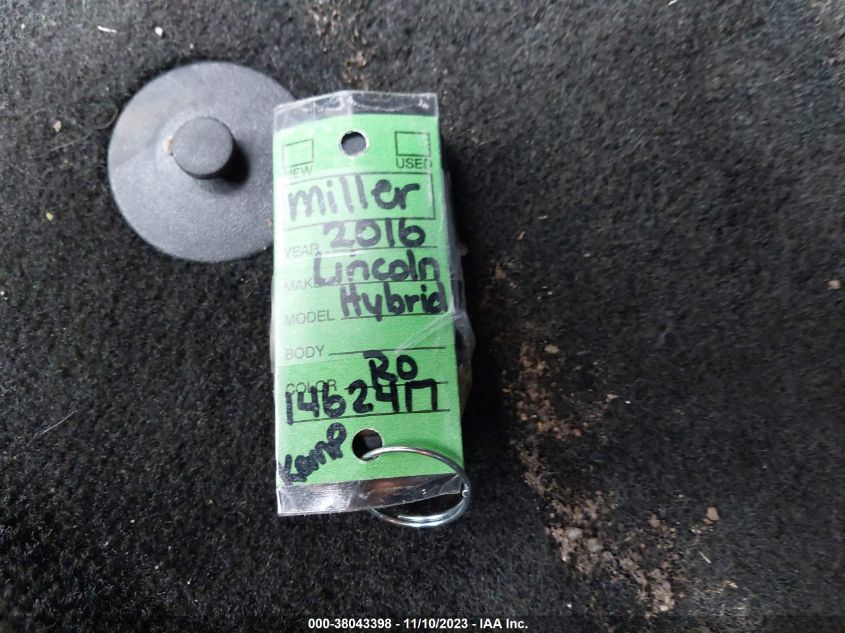 NEW USED
miller
YEAR 2016
MAKE Lincoln
MODEL Hybrid
BODY
COLOR RO
146247
Kemp
000-38043398 - 11/10/2023 - IAA Inc.